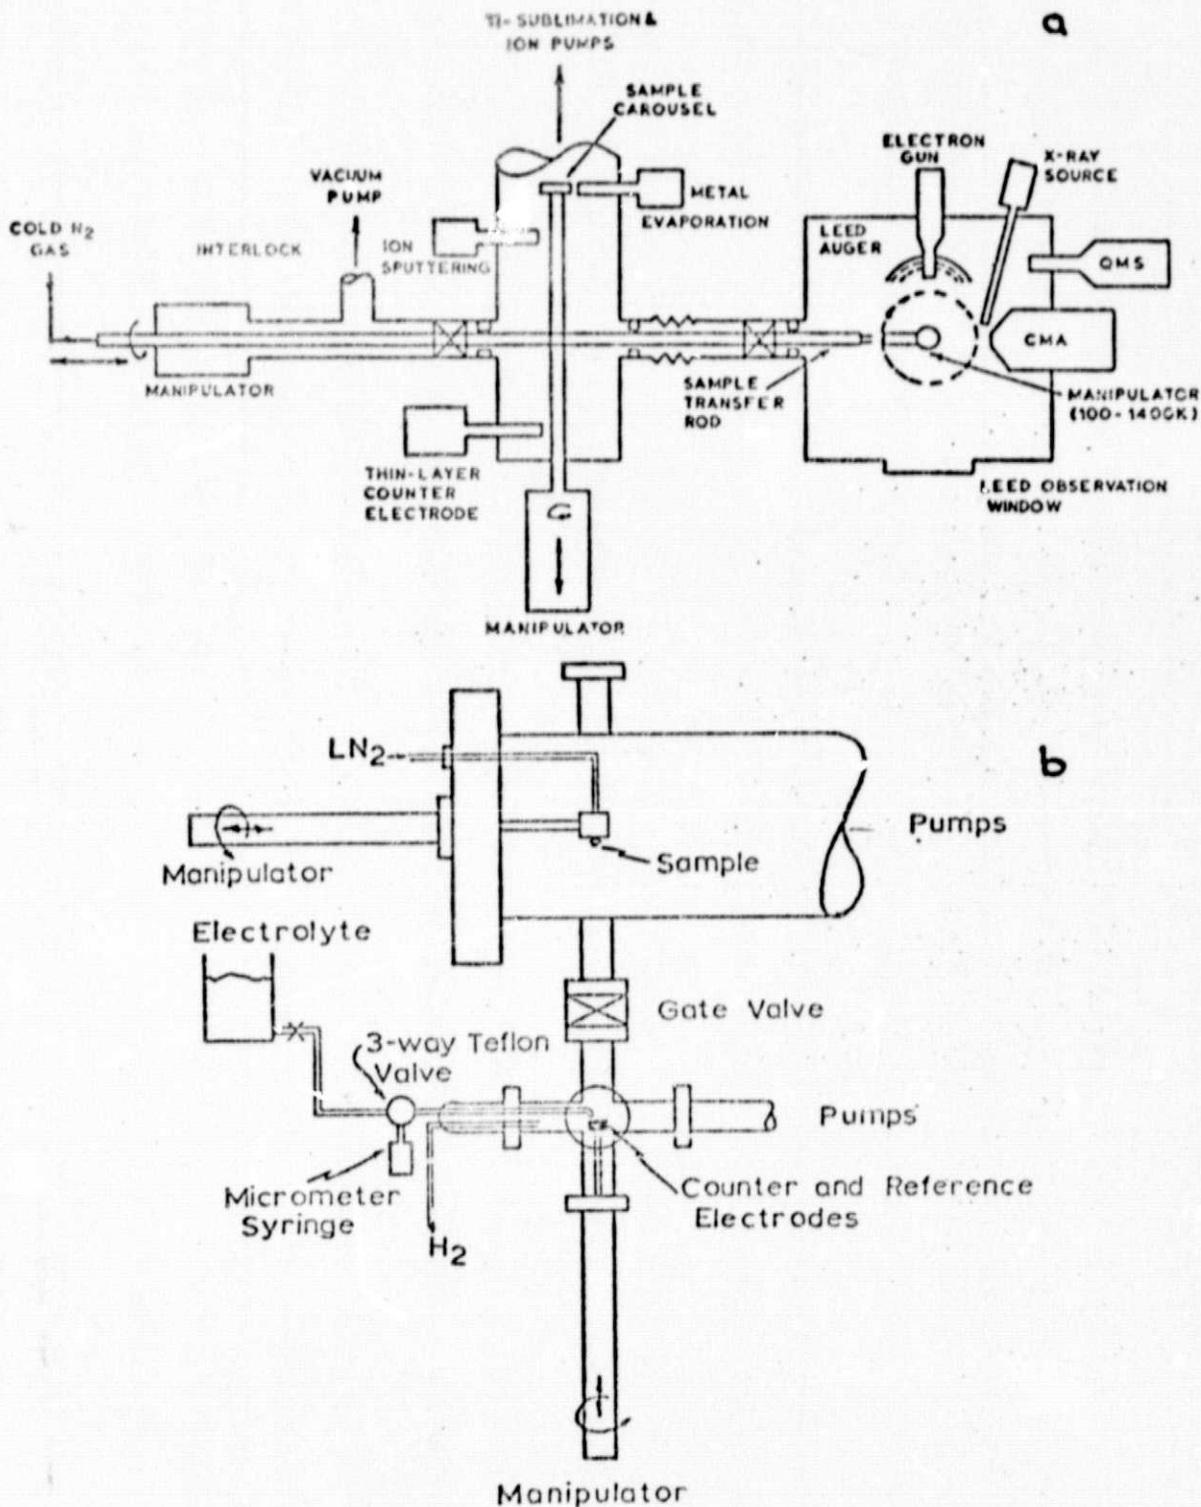 TI-SUBLIMATION &
ION PUMPS
a
SAMPLE
CAROUSEL
ELECTRON
GUN
X-RAY
SOURCE
VACUUM
PUMP
METAL
EVAPORATION
COLD N2
GAS
INTERLOCK
ION
SPUTTERING
LEED
AUGER
QMS
CMA
MANIPULATOR
SAMPLE
TRANSFER
ROD
MANIPULATOR
(100-1400K)
THIN-LAYER
COUNTER
ELECTRODE
LEED OBSERVATION
WINDOW
MANIPULATOR
b
LN2
Pumps
Sample
Manipulator
Electrolyte
Gate Valve
3-way Teflon
Valve
Pumps
Micrometer
Syringe
Counter and Reference
Electrodes
H2
Manipulator